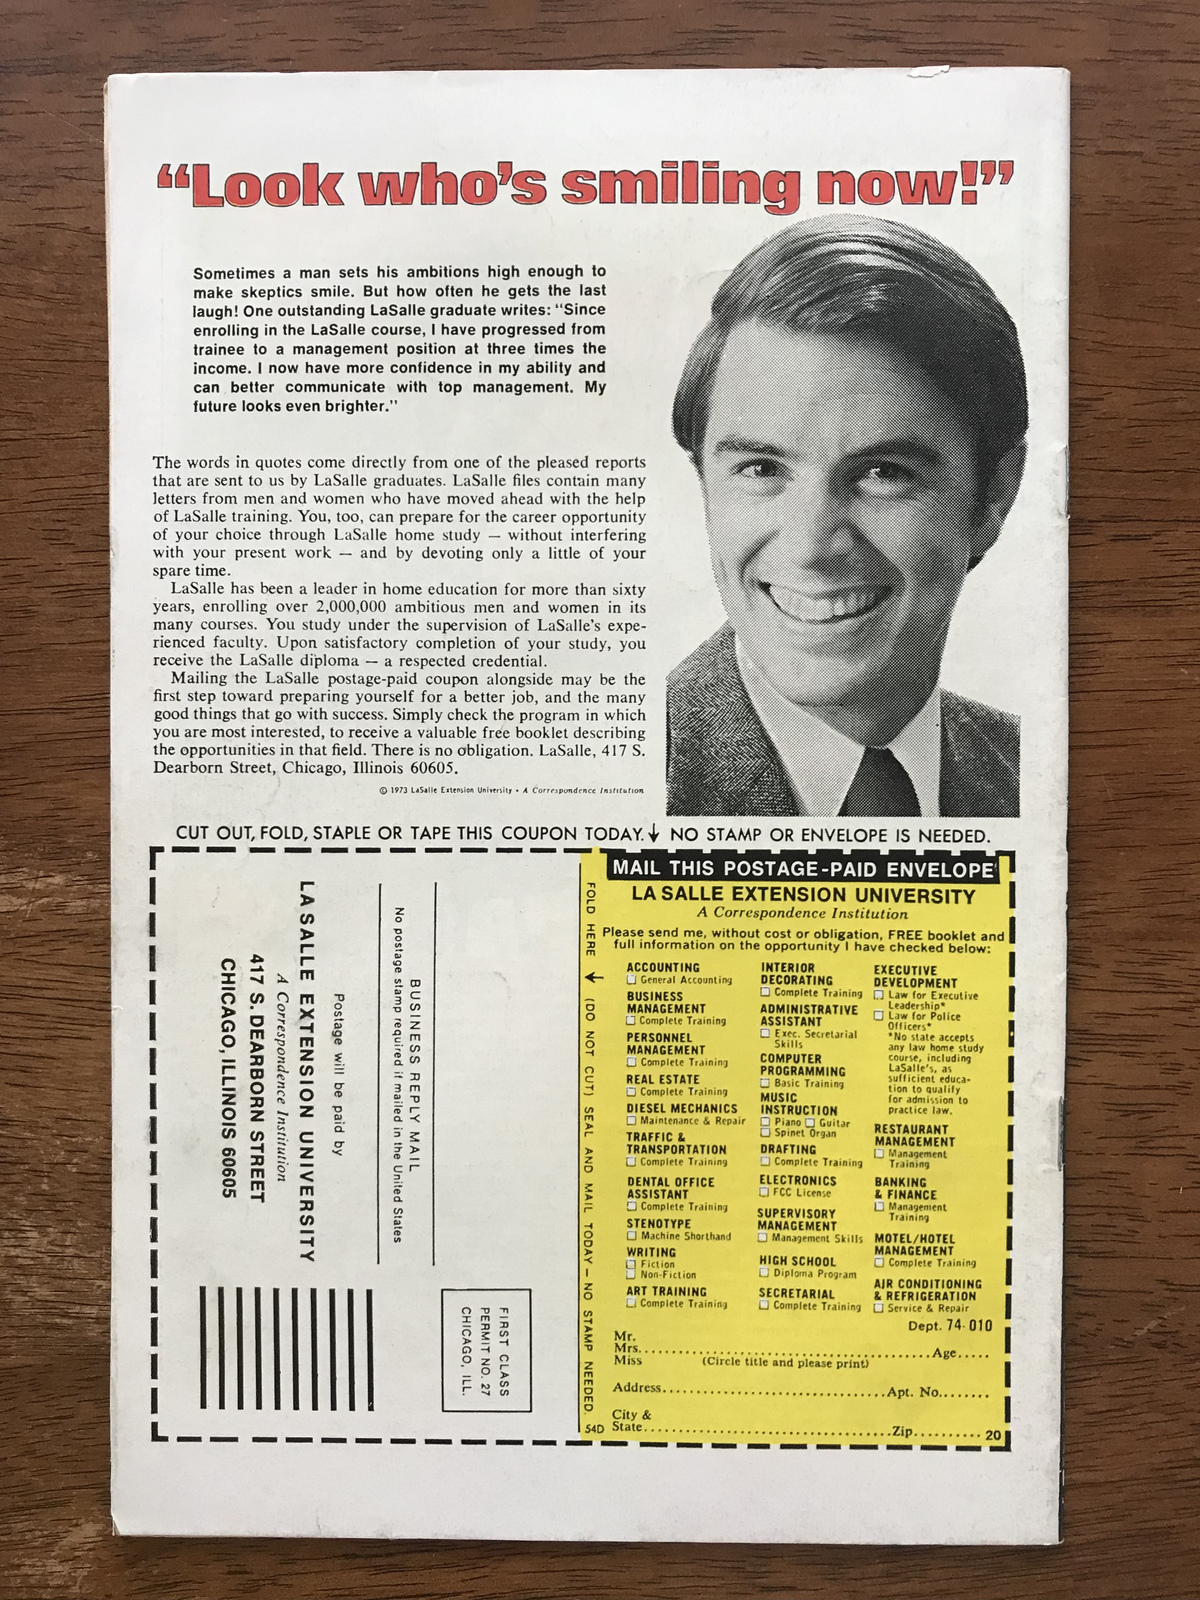 “Look who's smiling now!”
Sometimes a man sets his ambitions high enough to
make skeptics smile. But how often he gets the last
laugh! One outstanding LaSalle graduate writes: “Since
enrolling in the LaSalle course, I have progressed from
trainee to a management position at three times the
income. I now have more confidence in my ability and
can better communicate with top management. My
future looks even brighter.”
The words in quotes come directly from one of the pleased reports
that are sent to us by LaSalle graduates. LaSalle files contain many
letters from men and women who have moved ahead with the help
of LaSalle training. You, too, can prepare for the career opportunity
of your choice through LaSalle home study — without interfering
with your present work — and by devoting only a little of your
spare time.
LaSalle has been a leader in home education for more than sixty
years, enrolling over 2,000,000 ambitious men and women in its
many courses. You study under the supervision of LaSalle's expe-
rienced faculty. Upon satisfactory completion of your study, you
receive the LaSalle diploma — a respected credential.
Mailing the LaSalle postage-paid coupon alongside may be the
first step toward preparing yourself for a better job, and the many
good things that go with success. Simply check the program in which
you are most interested, to receive a valuable free booklet describing
the opportunities in that field. There is no obligation. LaSalle, 417 S.
Dearborn Street, Chicago, Illinois 60605.
© 1973 LaSalle Extension University • A Correspondence Institution
CUT OUT, FOLD, STAPLE OR TAPE THIS COUPON TODAY. ↓ NO STAMP OR ENVELOPE IS NEEDED.
BUSINESS REPLY MAIL
No postage stamp required if mailed in the United States
Postage will be paid by
LA SALLE EXTENSION UNIVERSITY
A Correspondence Institution
417 S. DEARBORN STREET
CHICAGO, ILLINOIS 60605
FIRST CLASS
PERMIT NO. 27
CHICAGO, ILL.
FOLD HERE ↓ (DO NOT CUT) SEAL AND MAIL TODAY — NO STAMP NEEDED.
54D
MAIL THIS POSTAGE-PAID ENVELOPE
LA SALLE EXTENSION UNIVERSITY
A Correspondence Institution
Please send me, without cost or obligation, FREE booklet and
full information on the opportunity I have checked below:
ACCOUNTING
General Accounting
BUSINESS
MANAGEMENT
Complete Training
PERSONNEL
MANAGEMENT
Complete Training
REAL ESTATE
Complete Training
DIESEL MECHANICS
Maintenance & Repair
TRAFFIC &
TRANSPORTATION
Complete Training
DENTAL OFFICE
ASSISTANT
Complete Training
STENOTYPE
Machine Shorthand
WRITING
Fiction
Non-Fiction
ART TRAINING
Complete Training
INTERIOR
DECORATING
Complete Training
ADMINISTRATIVE
ASSISTANT
Exec. Secretarial
Skills
COMPUTER
PROGRAMMING
Basic Training
MUSIC
INSTRUCTION
Piano Guitar
Spinet Organ
DRAFTING
Complete Training
ELECTRONICS
FCC License
SUPERVISORY
MANAGEMENT
Management Skills
HIGH SCHOOL
Diploma Program
SECRETARIAL
Complete Training
EXECUTIVE
DEVELOPMENT
Law for Executive
Leadership*
Law for Police
Officers*
*No state accepts
any law home study
course, including
LaSalle's, as
sufficient educa-
tion to qualify
for admission to
practice law.
RESTAURANT
MANAGEMENT
Management
Training
BANKING
& FINANCE
Management
Training
MOTEL/HOTEL
MANAGEMENT
Complete Training
AIR CONDITIONING
& REFRIGERATION
Service & Repair
Dept. 74-010
Mr.
Mrs. Age
Miss (Circle title and please print)
Address Apt. No.
City &
State Zip 20